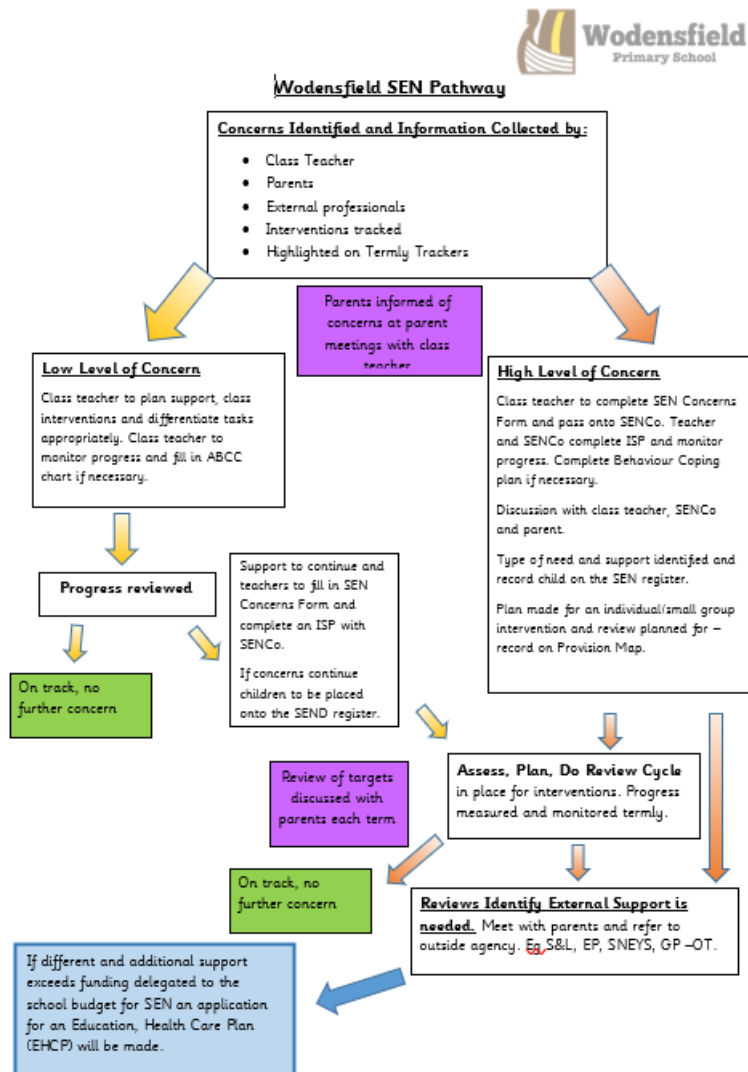 Wodensfield
Primary School
Wodensfield SEN Pathway
Concerns Identified and Information Collected by:
• Class Teacher
• Parents
• External professionals
• Interventions tracked
• Highlighted on Termly Trackers
Parents informed of
concerns at parent
meetings with class
teacher
Low Level of Concern
Class teacher to plan support, class
interventions and differentiate tasks
appropriately. Class teacher to
monitor progress and fill in ABCC
chart if necessary.
High Level of Concern
Class teacher to complete SEN Concerns
Form and pass onto SENCo. Teacher
and SENCo complete ISP and monitor
progress. Complete Behaviour Coping
plan if necessary.
Discussion with class teacher, SENCo
and parent.
Type of need and support identified and
record child on the SEN register.
Plan made for an individual/small group
intervention and review planned for –
record on Provision Map.
Progress reviewed
Support to continue and
teachers to fill in SEN
Concerns Form and
complete an ISP with
SENCo.
If concerns continue
children to be placed
onto the SEND register.
On track, no
further concern
Assess, Plan, Do Review Cycle
in place for interventions. Progress
measured and monitored termly.
Review of targets
discussed with
parents each term
On track, no
further concern
Reviews Identify External Support is
needed. Meet with parents and refer to
outside agency. Eg S&L, EP, SNEYS, GP –OT.
If different and additional support
exceeds funding delegated to the
school budget for SEN an application
for an Education, Health Care Plan
(EHCP) will be made.